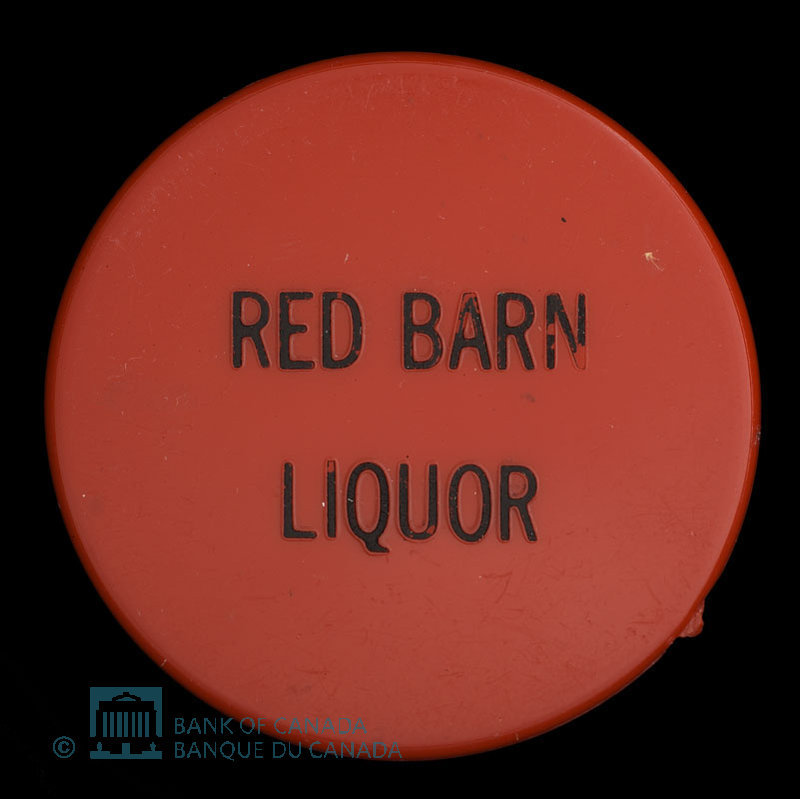 RED BARN
LIQUOR
© BANK OF CANADA
BANQUE DU CANADA